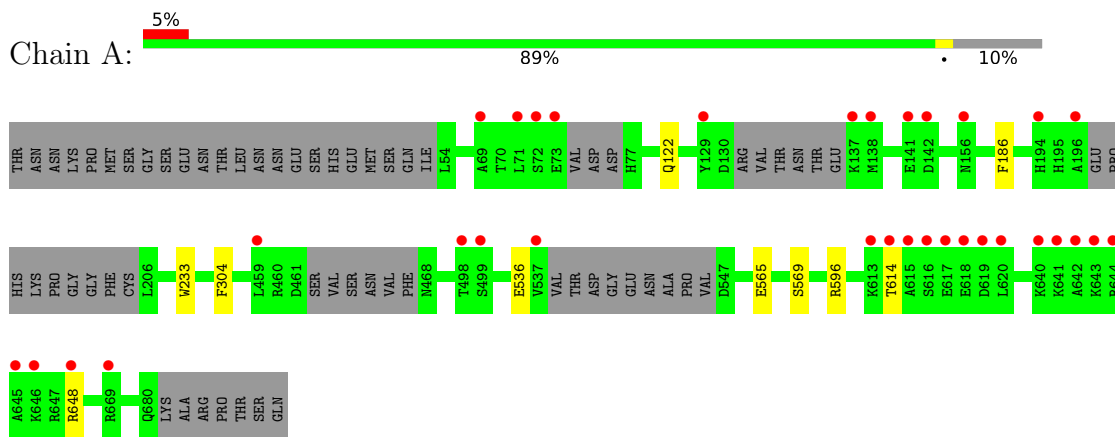 5%
Chain A:
89% • 10%
THR ASN ASN LYS PRO MET SER GLY SER GLU ASN THR LEU ASN ASN GLU SER HIS GLU MET SER GLN ILE L54 A69 T70 L71 S72 E73 VAL ASP ASP H77 Q122 Y129 D130 ARG VAL THR ASN THR GLU K137 M138 E141 D142 N156 F186 H194 H195 A196 GLU PRO
HIS LYS PRO GLY GLY PHE CYS L206 W233 F304 L459 R460 D461 SER VAL SER ASN VAL PHE N468 T498 S499 E536 V537 VAL THR ASP GLY GLU ASN ALA PRO VAL D547 E565 S569 R596 K613 T614 A615 S616 E617 E618 D619 L620 K640 K641 A642 K643 R644
A645 K646 R647 R648 R669 Q680 LYS ALA ARG PRO THR SER GLN